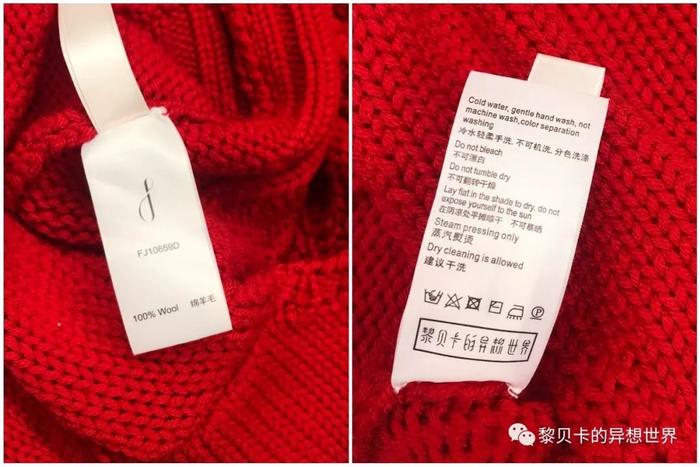 FJ10659D
100% Wool 绵羊毛
Cold water, gentle hand wash, not
machine wash,color separation
washing
冷水轻柔手洗, 不可机洗, 分色洗涤
Do not bleach
不可漂白
Do not tumble dry
不可翻转干燥
Lay flat in the shade to dry, do not
expose yourself to the sun
在阴凉处平摊晾干 不可暴晒
Steam pressing only
蒸汽熨烫
Dry cleaning is allowed
建议干洗
黎贝卡的异想世界
黎贝卡的异想世界